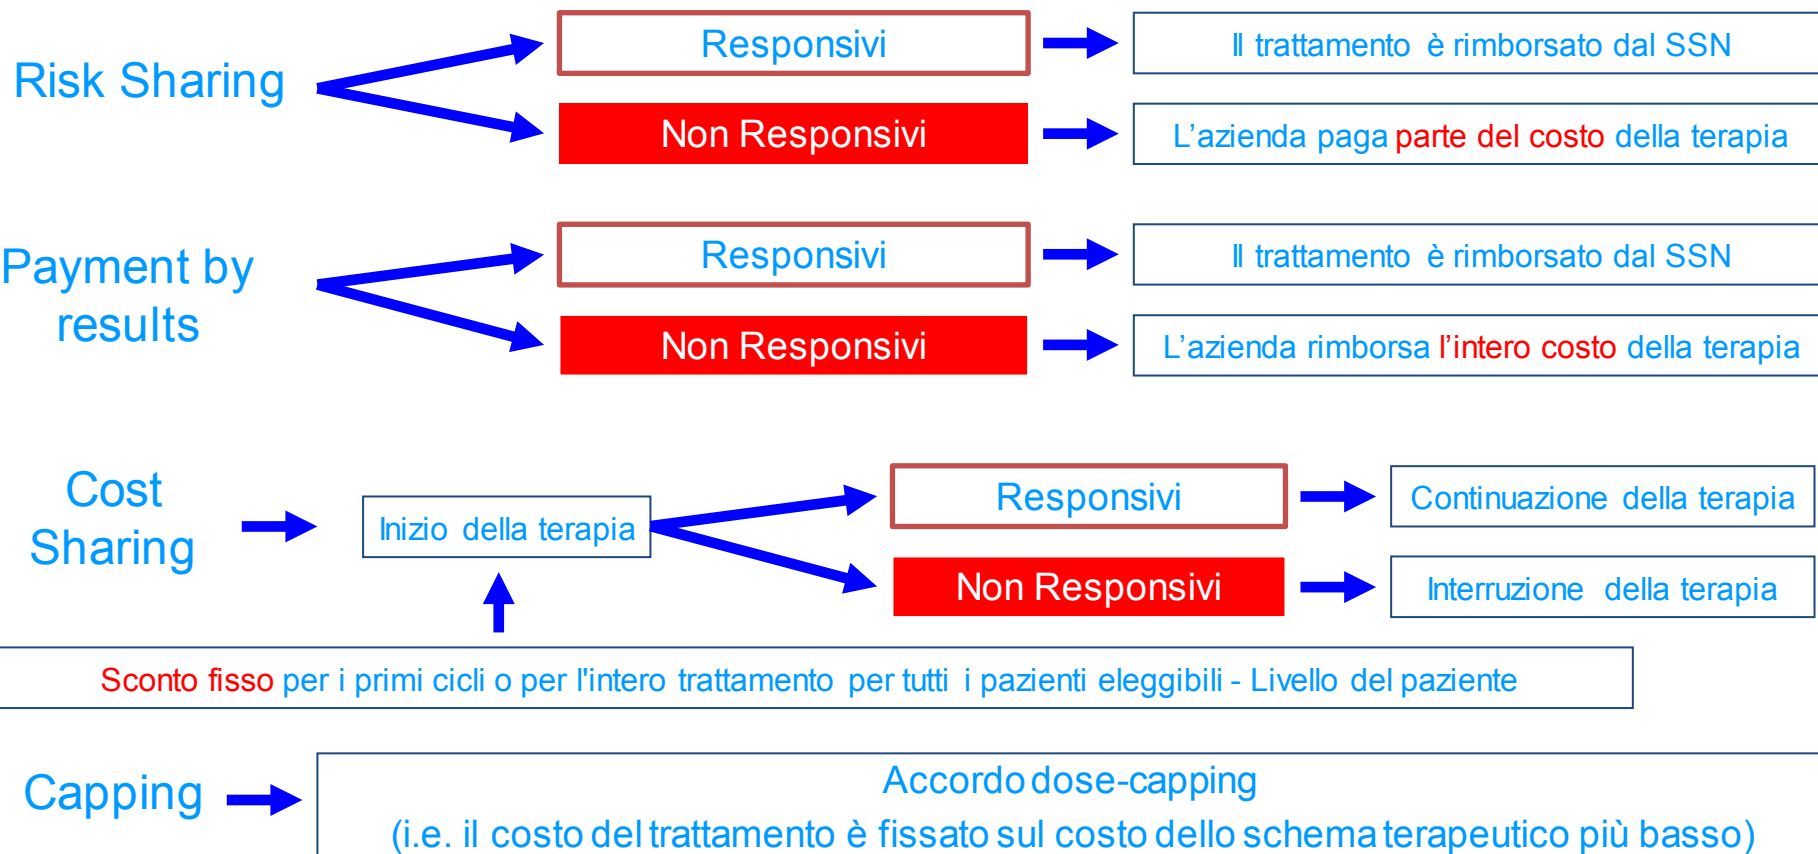 Risk Sharing
Responsivi
Il trattamento è rimborsato dal SSN
Non Responsivi
L'azienda paga parte del costo della terapia
Payment by
results
Responsivi
Il trattamento è rimborsato dal SSN
Non Responsivi
L'azienda rimborsa l'intero costo della terapia
Cost
Sharing
Inizio della terapia
Responsivi
Continuazione della terapia
Non Responsivi
Interruzione della terapia
Sconto fisso per i primi cicli o per l'intero trattamento per tutti i pazienti eleggibili - Livello del paziente
Capping
Accordo dose-capping
(i.e. il costo del trattamento è fissato sul costo dello schema terapeutico più basso)